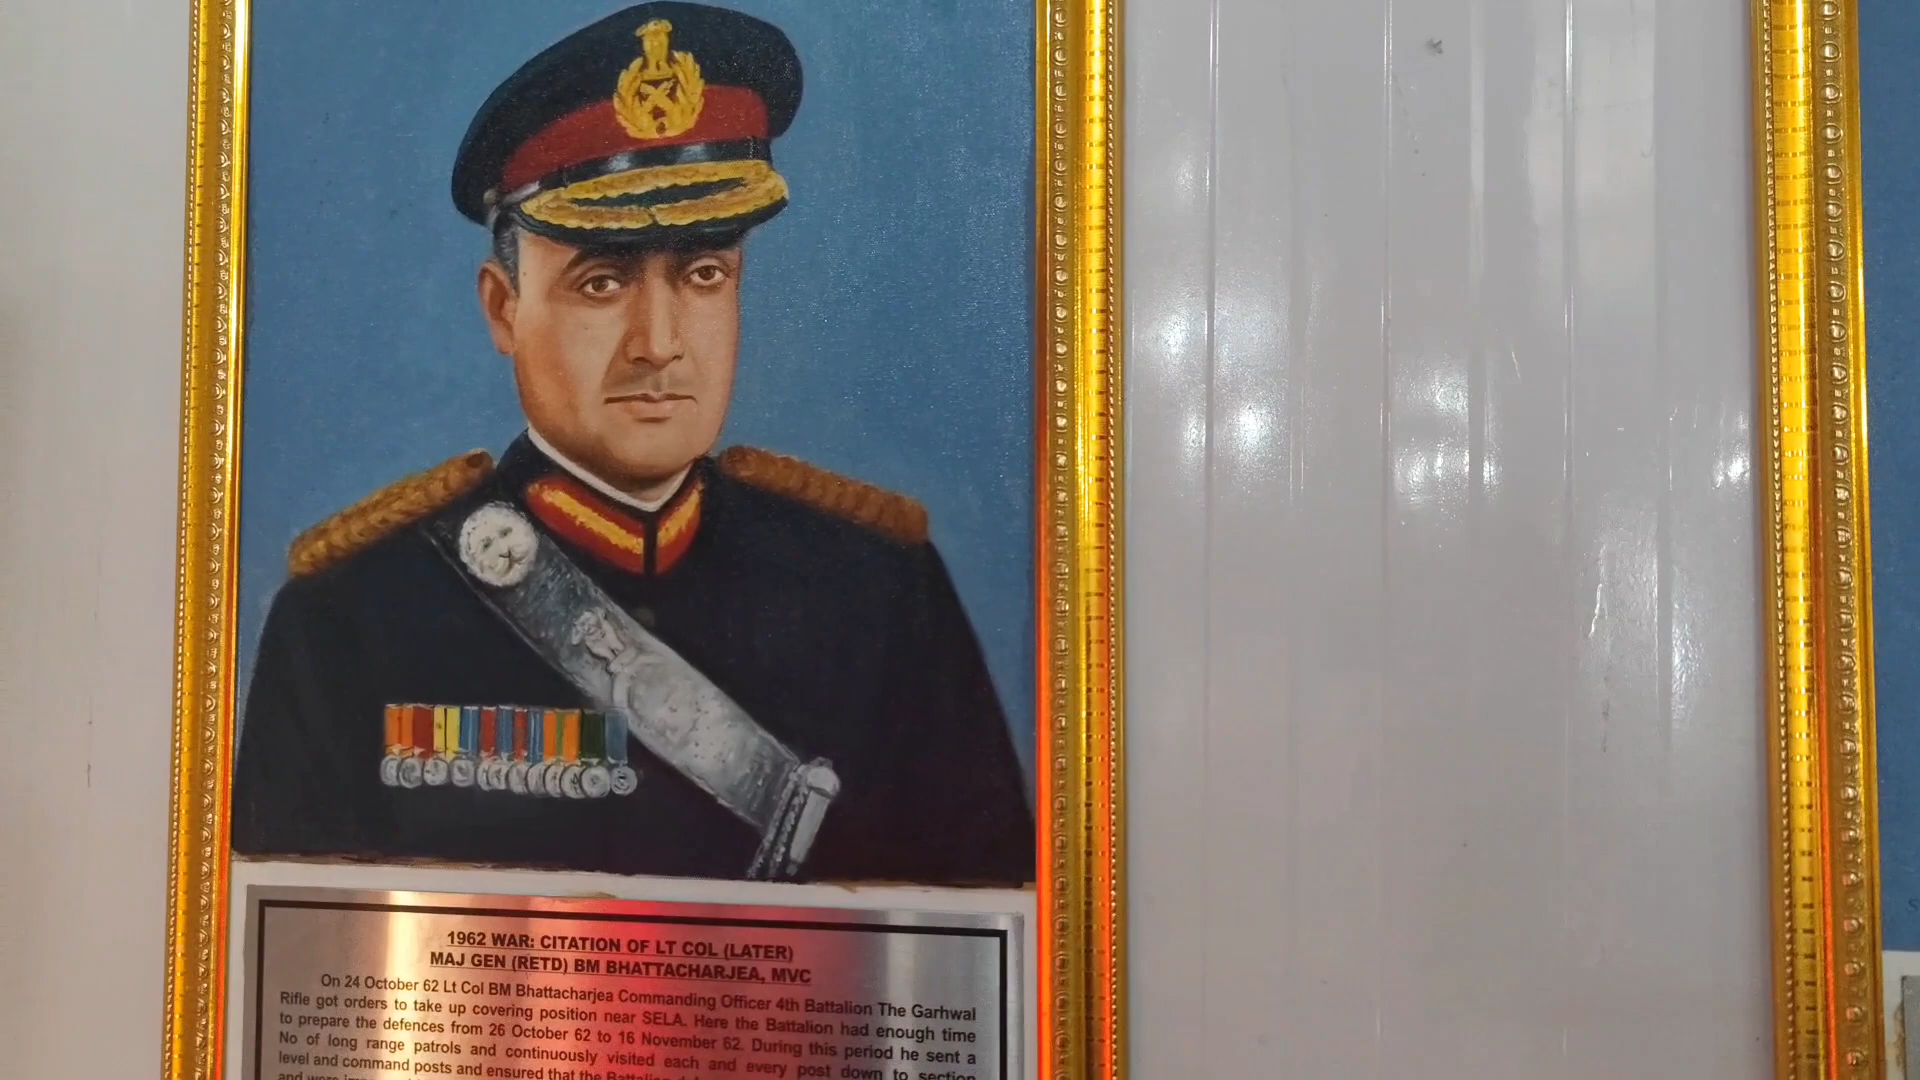 1962 WAR: CITATION OF LT COL (LATER)
MAJ GEN (RETD) BM BHATTACHARJEA, MVC
On 24 October 62 Lt Col BM Bhattacharjea Commanding Officer 4th Battalion The Garhwal
Rifle got orders to take up covering position near SELA. Here the Battalion had enough time
to prepare the defences from 26 October 62 to 16 November 62. During this period he sent a
No of long range patrols and continuously visited each and every post down to section
level and command posts and ensured that the Battalion
and were